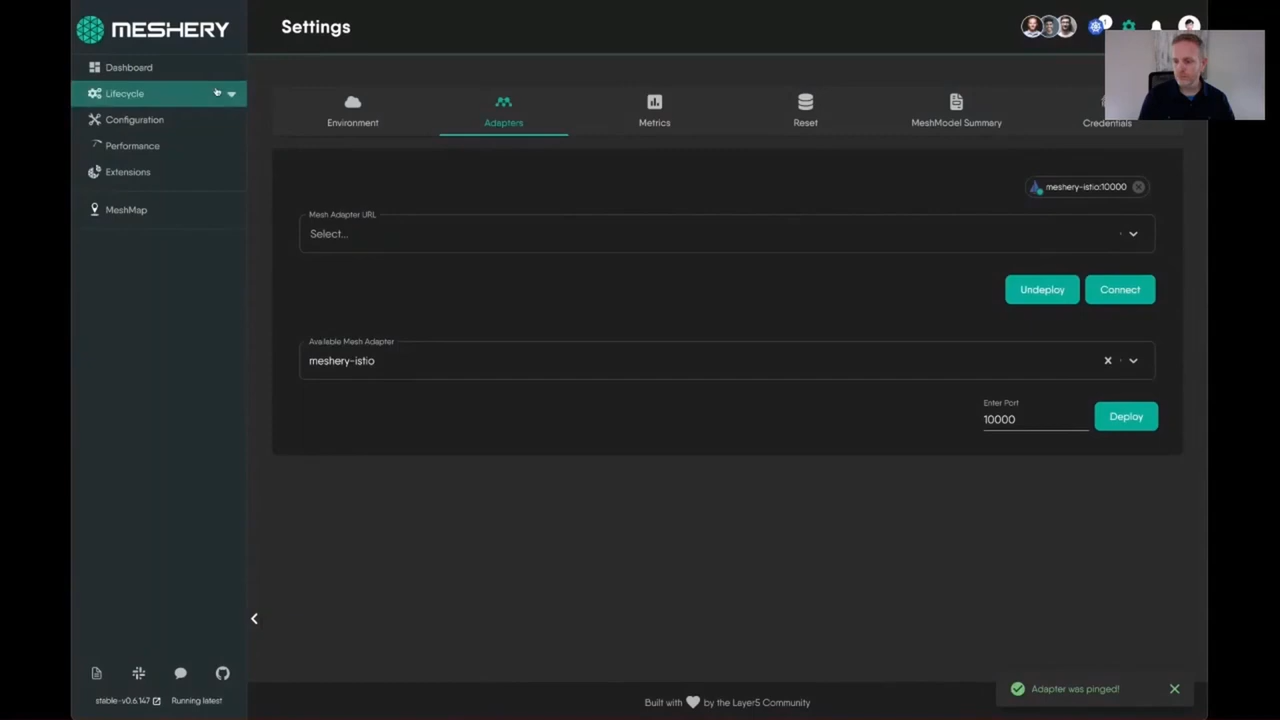 MESHERY
Settings
1
Dashboard
Lifecycle
Configuration
Performance
Extensions
MeshMap
Environment
Adapters
Metrics
Reset
MeshModel Summary
Credentials
meshery-istio:10000
Mesh Adapter URL
Select...
Undeploy
Connect
Available Mesh Adapter
meshery-istio
Enter Port
10000
Deploy
stable-v0.6.147
Running latest
Built with by the Layer5 Community
Adapter was pinged!